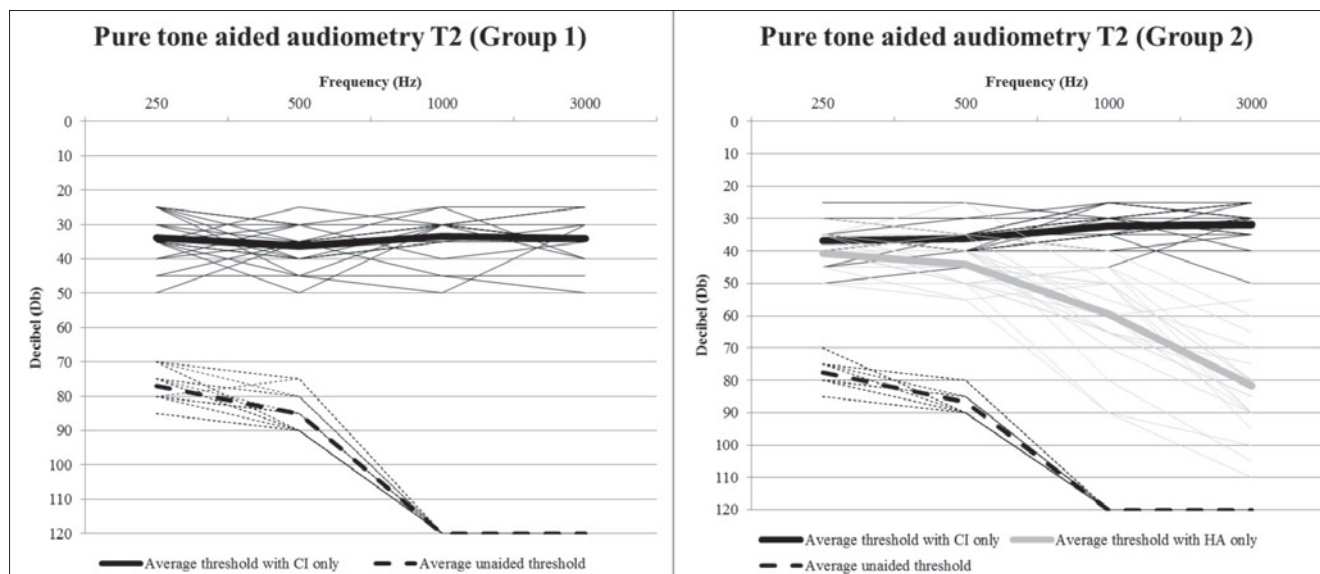 Pure tone aided audiometry T2 (Group 1)
Frequency (Hz)
250 500 1000 3000
Decibel (Db)
0
10
20
30
40
50
60
70
80
90
100
110
120
Average threshold with CI only Average unaided threshold
Pure tone aided audiometry T2 (Group 2)
Frequency (Hz)
250 500 1000 3000
Decibel (Db)
0
10
20
30
40
50
60
70
80
90
100
110
120
Average threshold with CI only Average threshold with HA only
Average unaided threshold